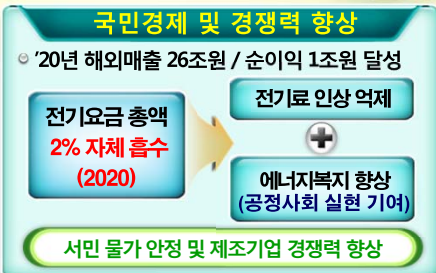 국민경제 및 경쟁력 향상
’20년 해외매출 26조원 / 순이익 1조원 달성
전기요금 총액
2% 자체 흡수
(2020)
전기료 인상 억제
에너지복지 향상
(공정사회 실현 기여)
서민 물가 안정 및 제조기업 경쟁력 향상